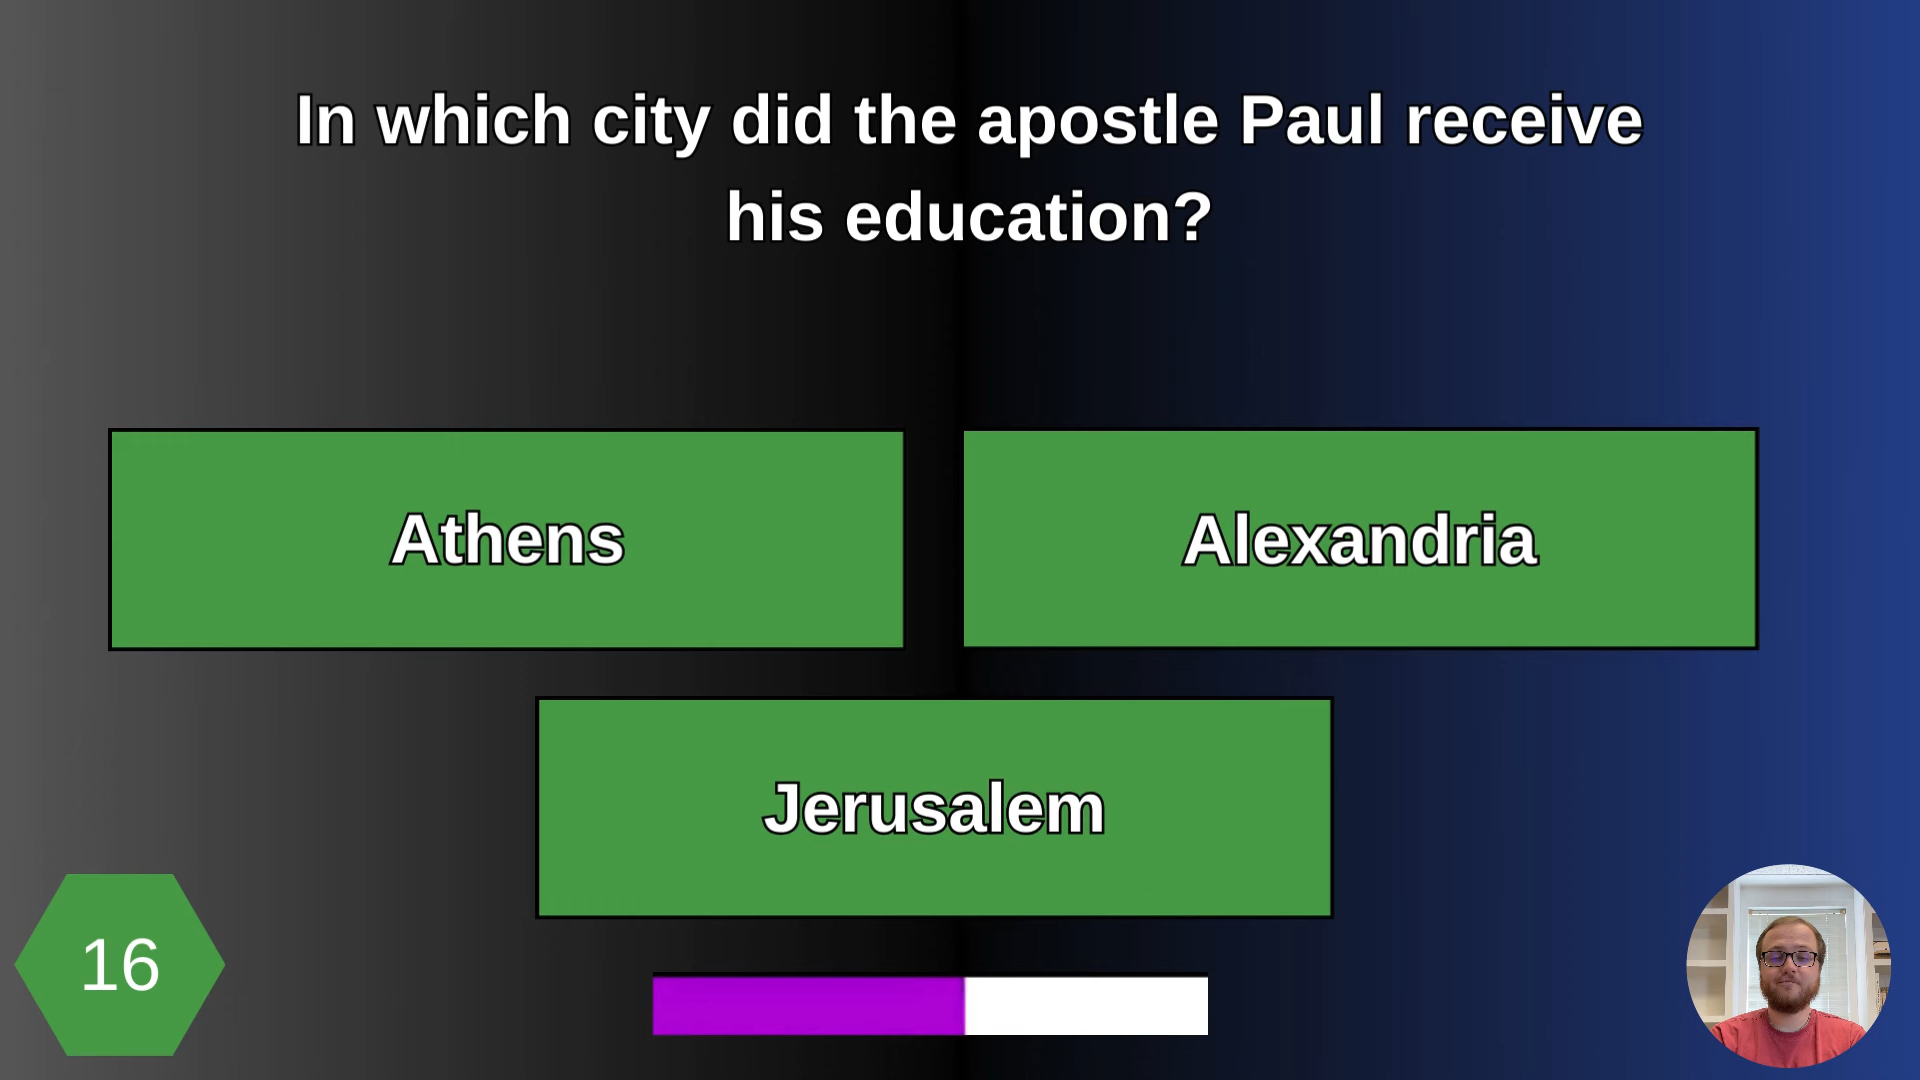 In which city did the apostle Paul receive
his education?
Athens
Alexandria
Jerusalem
16